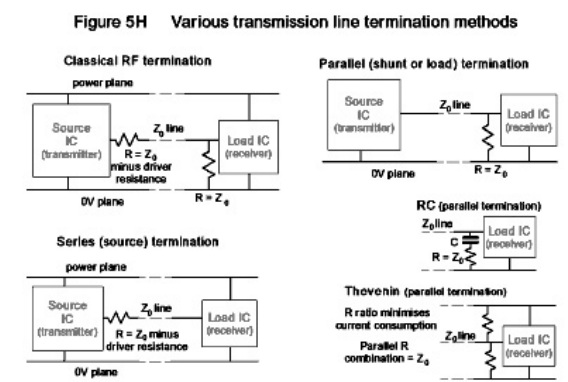 Figure 5H Various transmission line termination methods
Classical RF termination
power plane
Source
IC
(transmitter)
Z₀ line
R = Z₀
minus driver
resistance
Load IC
(receiver)
R = Z₀
0V plane
Parallel (shunt or load) termination
Source
IC
(transmitter)
Z₀ line
Load IC
(receiver)
0V plane
R = Z₀
RC (parallel termination)
Z₀ line
C
R = Z₀
Load IC
(receiver)
Series (source) termination
power plane
Source
IC
(transmitter)
Z₀ line
R = Z₀ minus
driver resistance
Load IC
(receiver)
0V plane
Thevenin (parallel termination)
R ratio minimises
current consumption
Z₀ line
Parallel R
combination = Z₀
Load IC
(receiver)